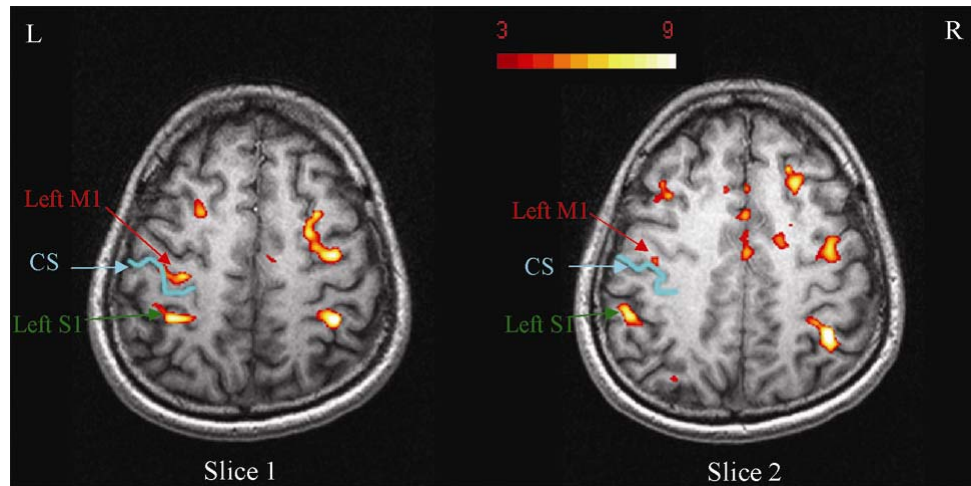 L
3
9
R
Left M1
CS
Left S1
Left M1
CS
Left S1
Slice 1
Slice 2